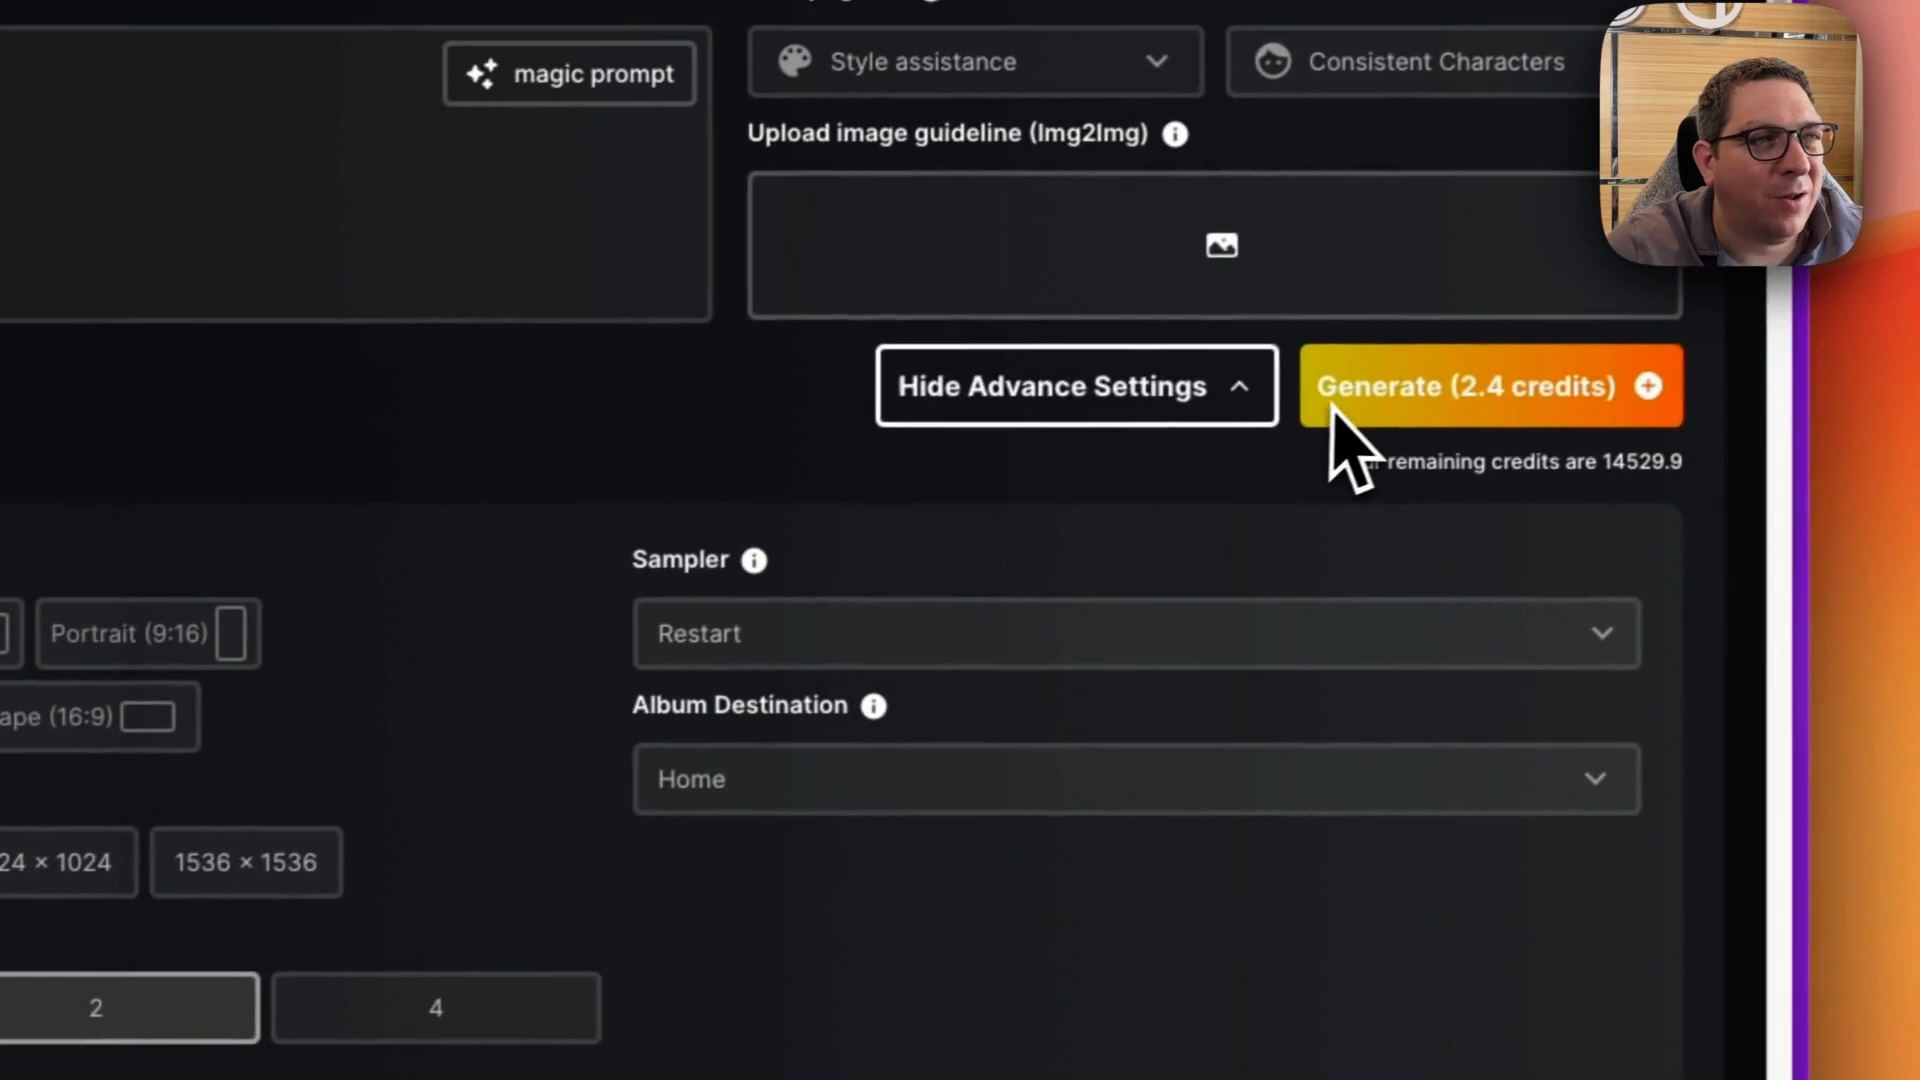 magic prompt
Style assistance
Consistent Characters
Upload image guideline (Img2Img)
Hide Advance Settings
Generate (2.4 credits)
remaining credits are 14529.9
Sampler
Portrait (9:16)
Restart
ape (16:9)
Album Destination
Home
24 × 1024
1536 × 1536
2
4